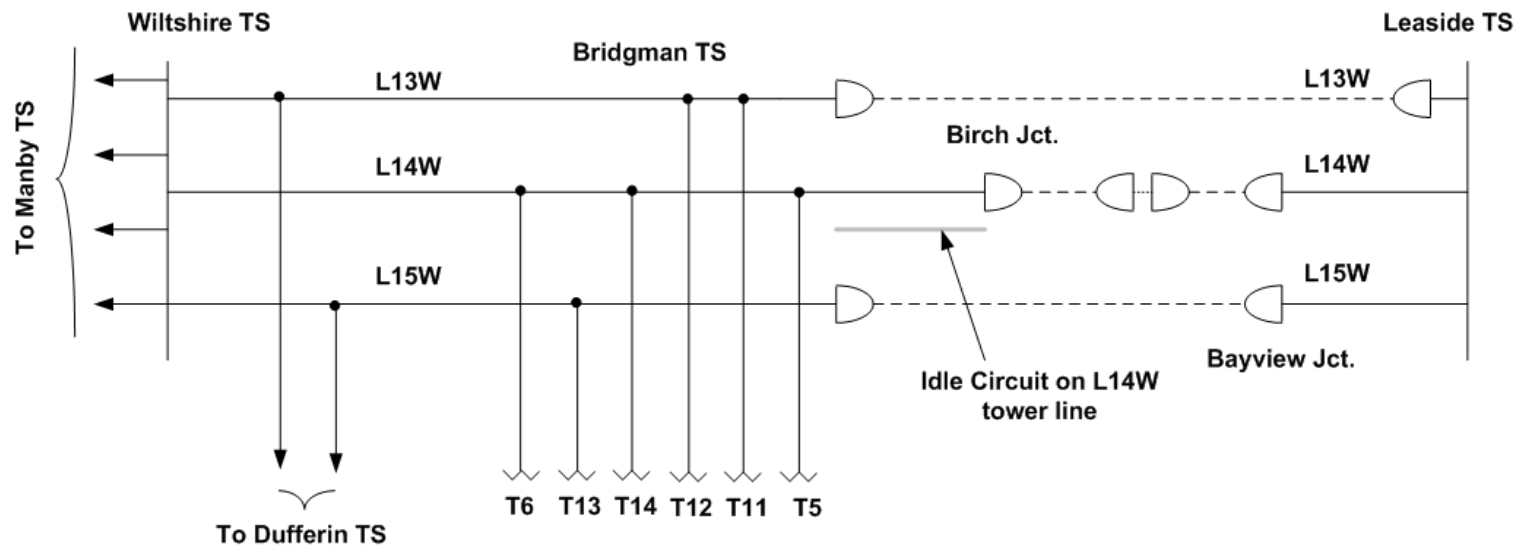 Wiltshire TS
Leaside TS
Bridgman TS
To Manby TS
L13W
L13W
Birch Jct.
L14W
L14W
L15W
L15W
Bayview Jct.
Idle Circuit on L14W
tower line
T6
T13
T14
T12
T11
T5
To Dufferin TS